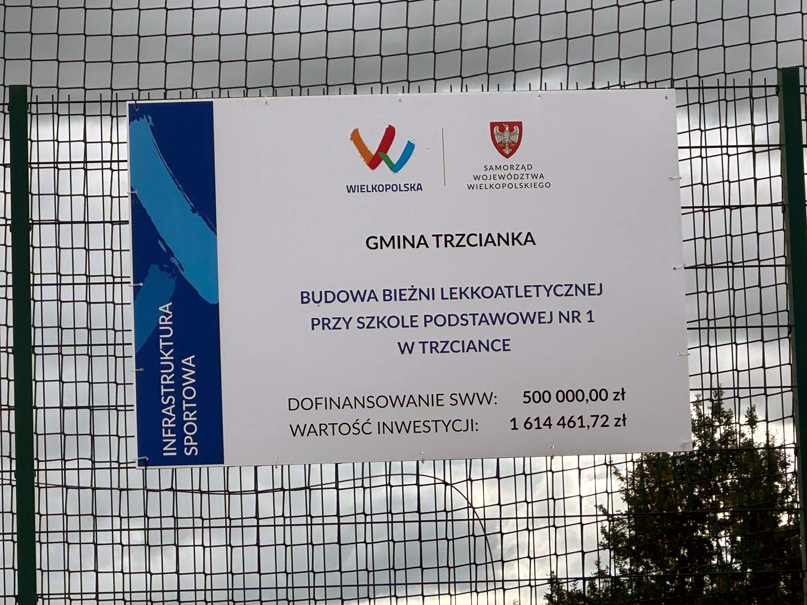 WIELKOPOLSKA
SAMORZĄD
WOJEWÓDZTWA
WIELKOPOLSKIEGO
GMINA TRZCIANKA
BUDOWA BIEŻNI LEKKOATLETYCZNEJ
PRZY SZKOLE PODSTAWOWEJ NR 1
W TRZCIANCE
DOFINANSOWANIE SWW: 500 000,00 zł
WARTOŚĆ INWESTYCJI: 1 614 461,72 zł
INFRASTRUKTURA
SPORTOWA